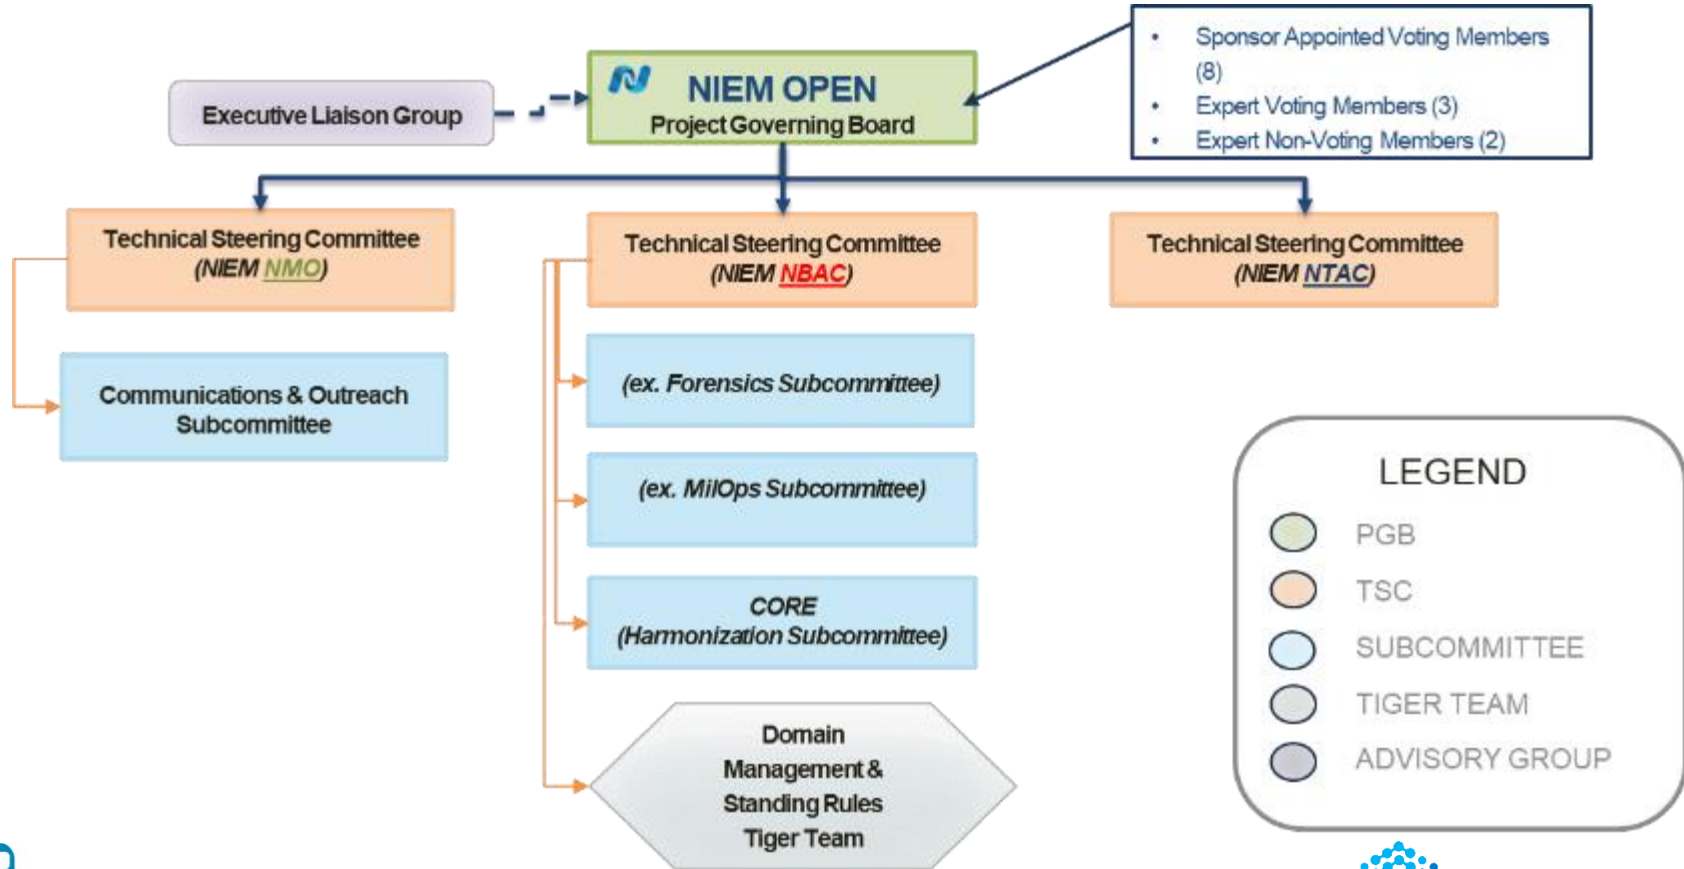 Executive Liaison Group
NIEM OPEN
Project Governing Board
• Sponsor Appointed Voting Members
(8)
• Expert Voting Members (3)
• Expert Non-Voting Members (2)
Technical Steering Committee
(NIEM NMO)
Technical Steering Committee
(NIEM NBAC)
Technical Steering Committee
(NIEM NTAC)
Communications & Outreach
Subcommittee
(ex. Forensics Subcommittee)
(ex. MilOps Subcommittee)
CORE
(Harmonization Subcommittee)
Domain
Management &
Standing Rules
Tiger Team
LEGEND
PGB
TSC
SUBCOMMITTEE
TIGER TEAM
ADVISORY GROUP